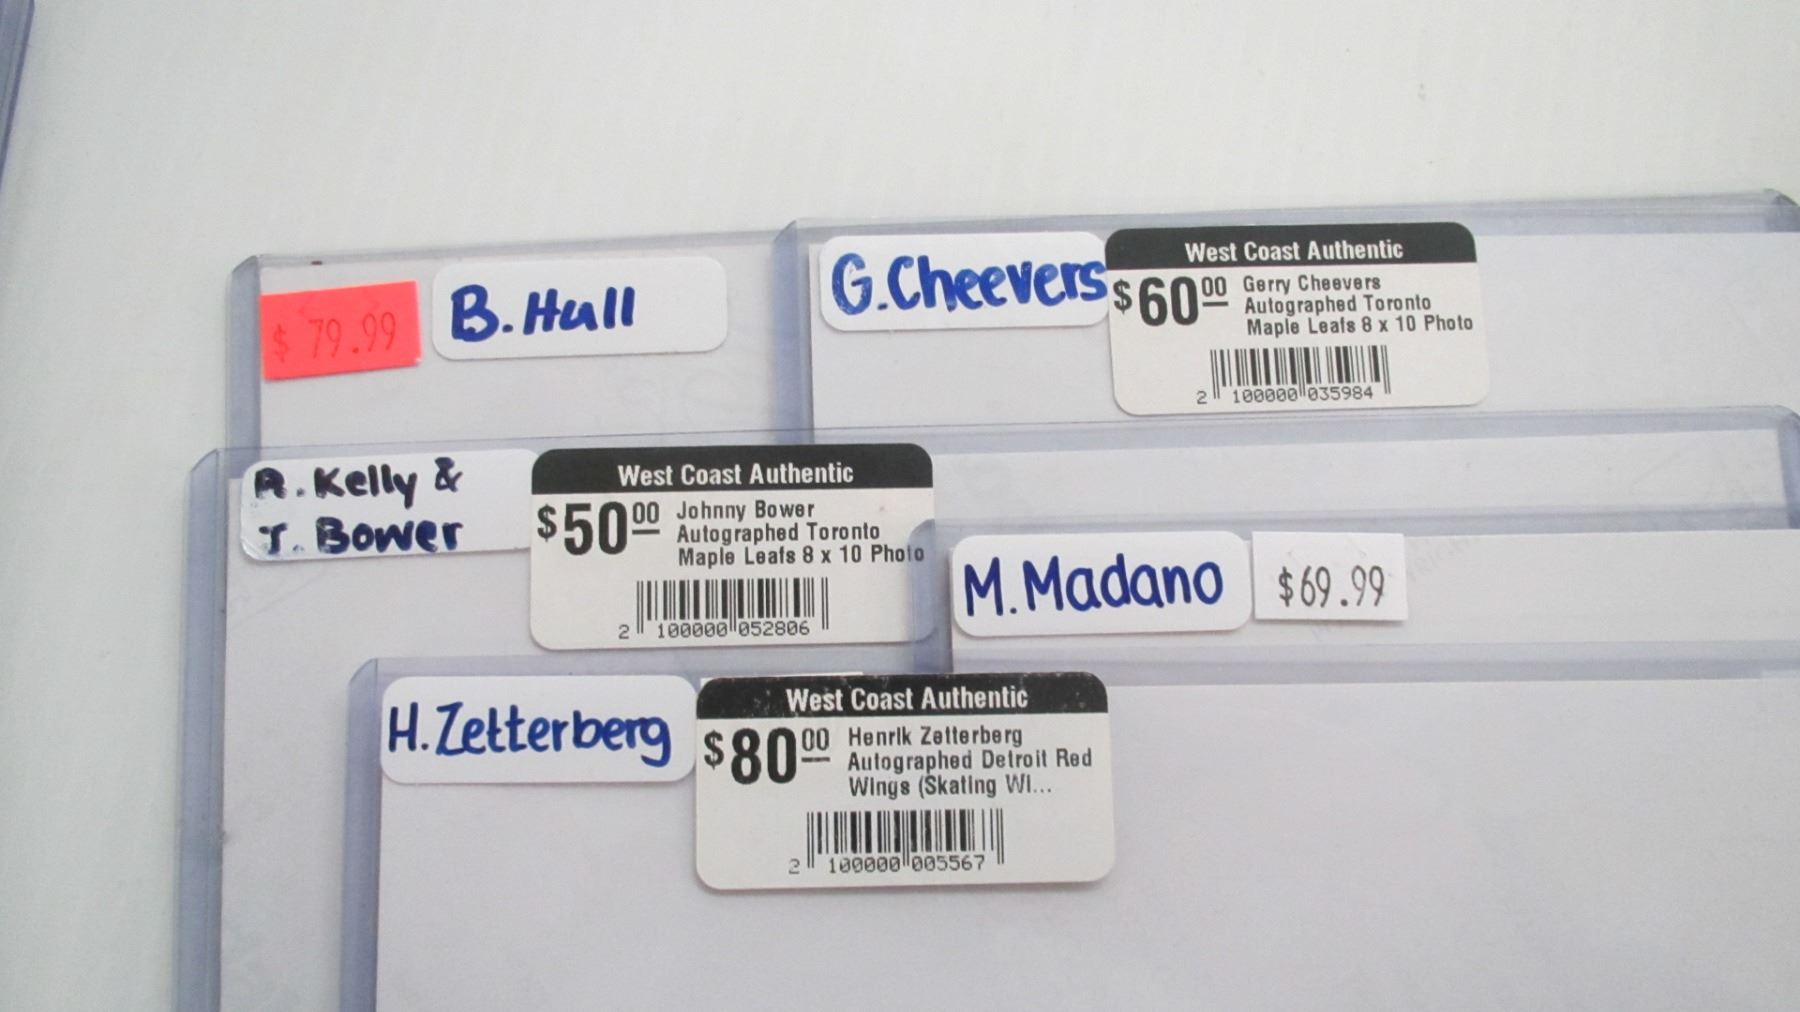 $ 79.99
B. Hull
G. Cheevers
West Coast Authentic
$60 00
Gerry Cheevers
Autographed Toronto
Maple Leafs 8 x 10 Photo
2 100000 035984
R. Kelly &
J. Bower
West Coast Authentic
$50 00
Johnny Bower
Autographed Toronto
Maple Leafs 8 x 10 Photo
2 100000 052806
M. Madano
$69.99
H. Zetterberg
West Coast Authentic
$80 00
Henrik Zetterberg
Autographed Detroit Red
Wings (Skating Wi...
2 100000 005567